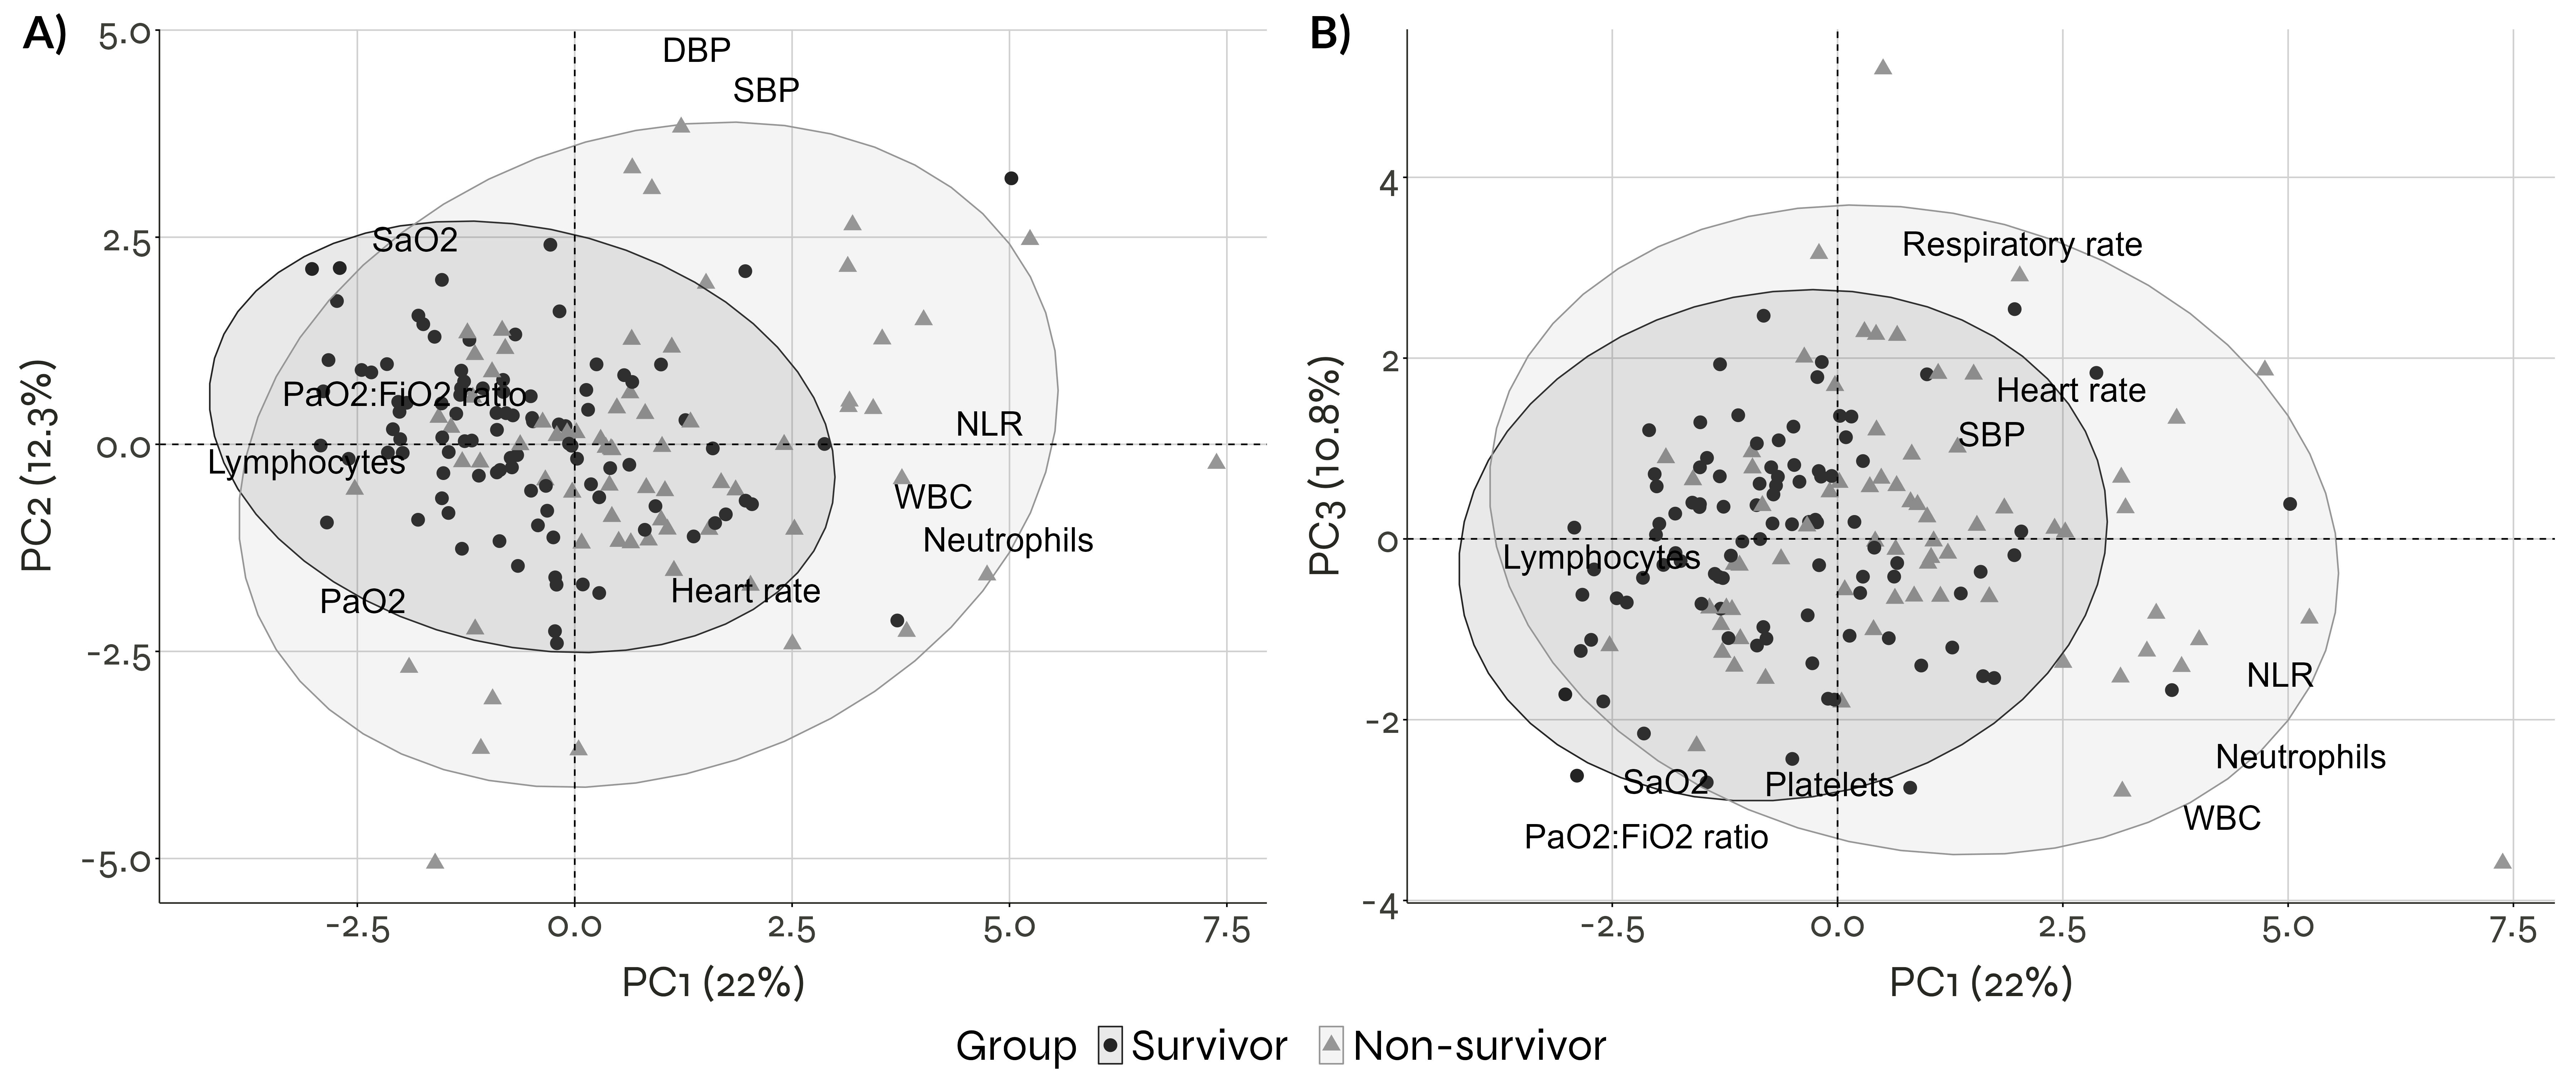 A)
5.0
2.5
0.0
-2.5
-5.0
PC2 (12.3%)
DBP
SBP
SaO2
PaO2:FiO2 ratio
NLR
Lymphocytes
WBC
Neutrophils
Heart rate
PaO2
-2.5 0.0 2.5 5.0 7.5
PC1 (22%)
B)
4
2
0
-2
-4
PC3 (10.8%)
Respiratory rate
Heart rate
SBP
Lymphocytes
NLR
Neutrophils
SaO2
Platelets
WBC
PaO2:FiO2 ratio
-2.5 0.0 2.5 5.0 7.5
PC1 (22%)
Group Survivor Non-survivor